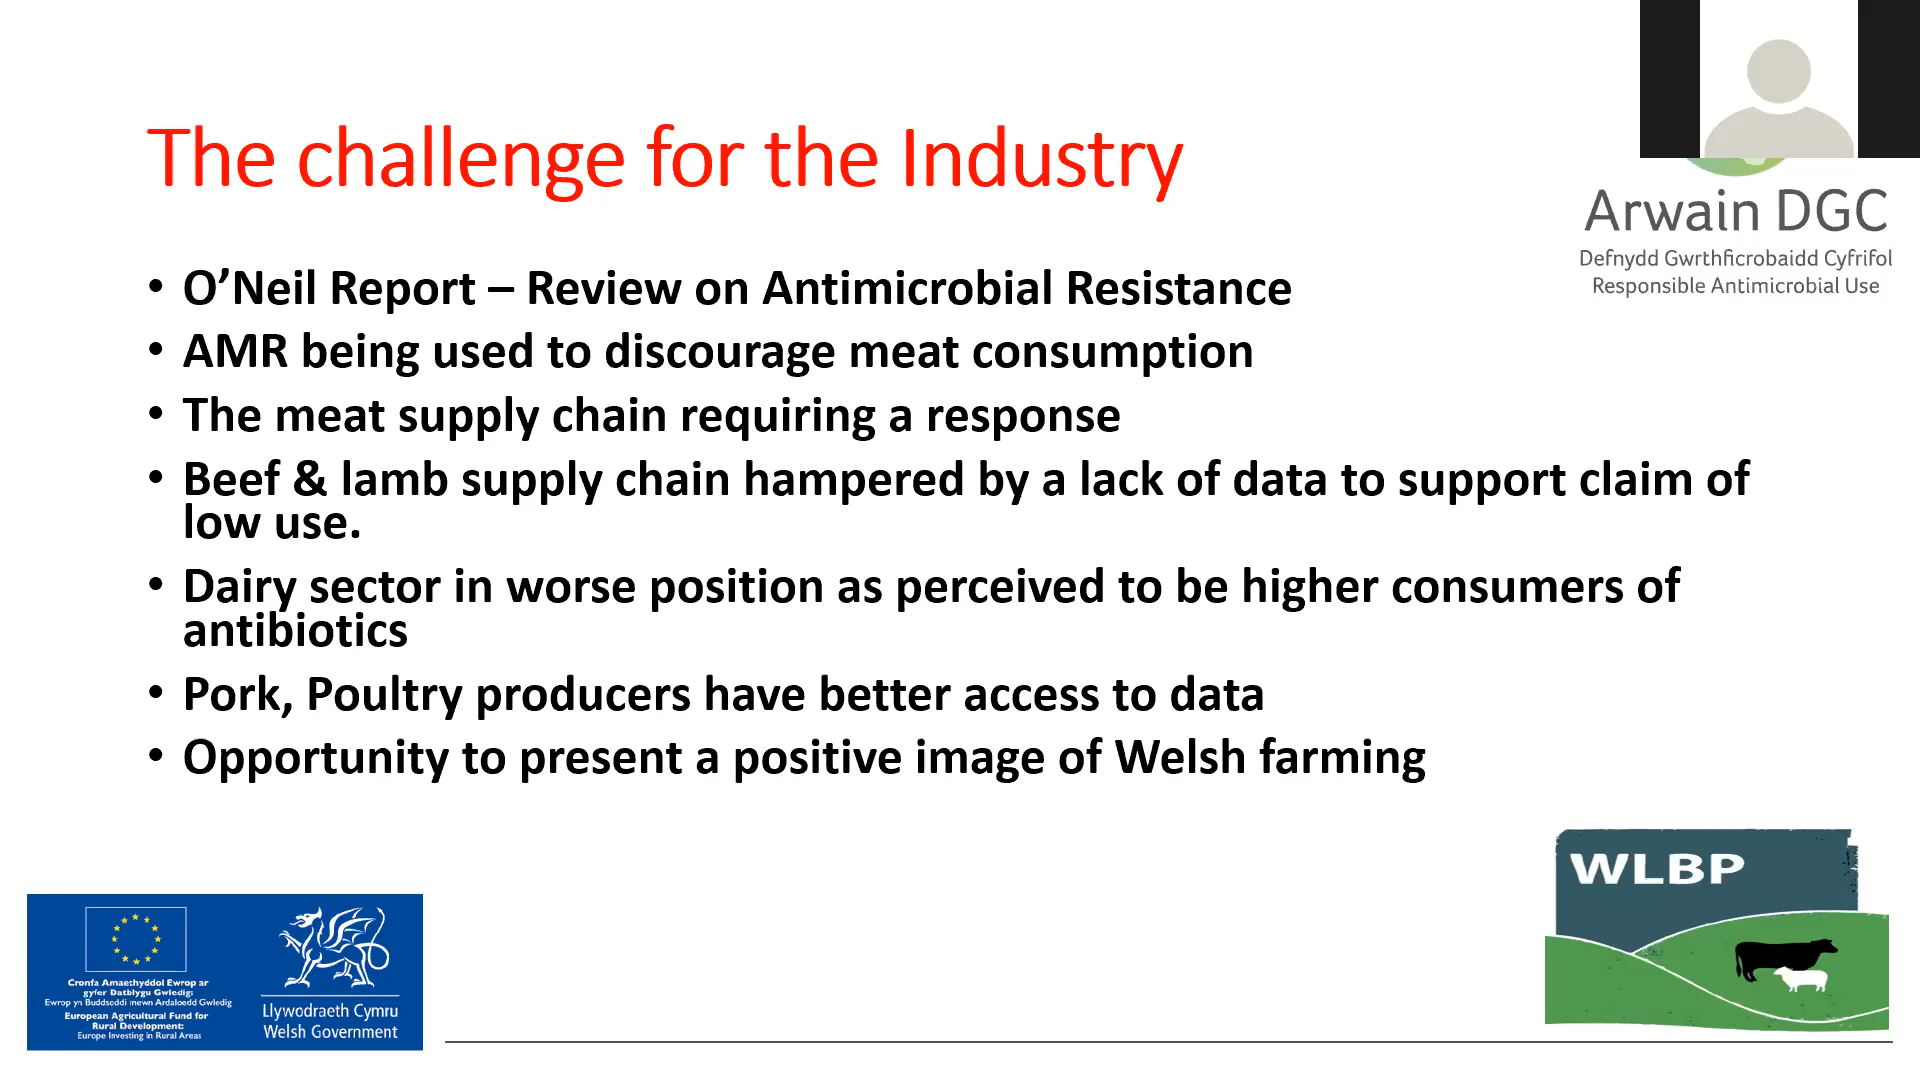 The challenge for the Industry
Arwain DGC
Defnydd Gwrthficrobaidd Cyfrifol
Responsible Antimicrobial Use
• O’Neil Report – Review on Antimicrobial Resistance
• AMR being used to discourage meat consumption
• The meat supply chain requiring a response
• Beef & lamb supply chain hampered by a lack of data to support claim of
low use.
• Dairy sector in worse position as perceived to be higher consumers of
antibiotics
• Pork, Poultry producers have better access to data
• Opportunity to present a positive image of Welsh farming
WLBP
Cronfa Amaethyddol Ewrop ar
gyfer Datblygu Gwledig:
Ewrop yn Buddsoddi mewn Ardaloedd Gwledig
European Agricultural Fund for
Rural Development:
Europe Investing in Rural Areas
Llywodraeth Cymru
Welsh Government